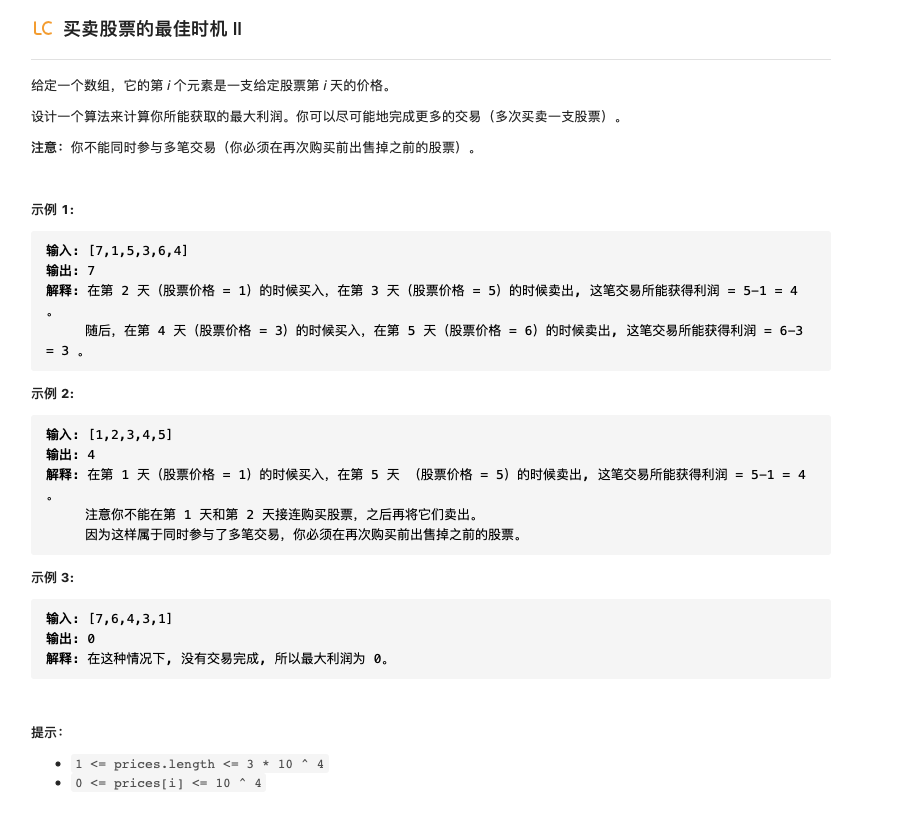 LC 买卖股票的最佳时机 II
给定一个数组，它的第 i 个元素是一支给定股票第 i 天的价格。
设计一个算法来计算你所能获取的最大利润。你可以尽可能地完成更多的交易（多次买卖一支股票）。
注意：你不能同时参与多笔交易（你必须在再次购买前出售掉之前的股票）。
示例 1:
输入: [7,1,5,3,6,4]
输出: 7
解释: 在第 2 天（股票价格 = 1）的时候买入，在第 3 天（股票价格 = 5）的时候卖出, 这笔交易所能获得利润 = 5-1 = 4
。
随后，在第 4 天（股票价格 = 3）的时候买入，在第 5 天（股票价格 = 6）的时候卖出, 这笔交易所能获得利润 = 6-3
= 3 。
示例 2:
输入: [1,2,3,4,5]
输出: 4
解释: 在第 1 天（股票价格 = 1）的时候买入，在第 5 天 （股票价格 = 5）的时候卖出, 这笔交易所能获得利润 = 5-1 = 4
。
注意你不能在第 1 天和第 2 天接连购买股票，之后再将它们卖出。
因为这样属于同时参与了多笔交易，你必须在再次购买前出售掉之前的股票。
示例 3:
输入: [7,6,4,3,1]
输出: 0
解释: 在这种情况下, 没有交易完成, 所以最大利润为 0。
提示：
• 1 <= prices.length <= 3 * 10 ^ 4
• 0 <= prices[i] <= 10 ^ 4